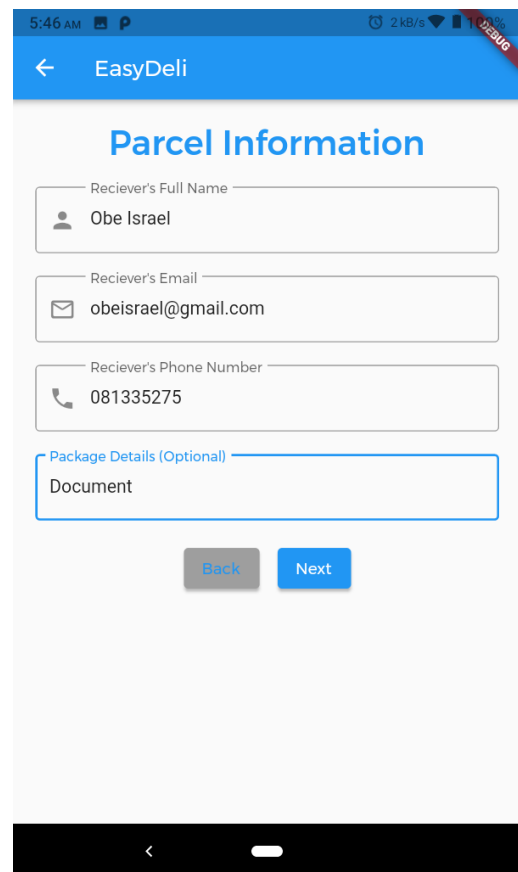 5:46 AM
2 kB/s
100%
DEBUG
EasyDeli
Parcel Information
Reciever's Full Name
Obe Israel
Reciever's Email
obeisrael@gmail.com
Reciever's Phone Number
081335275
Package Details (Optional)
Document
Back
Next